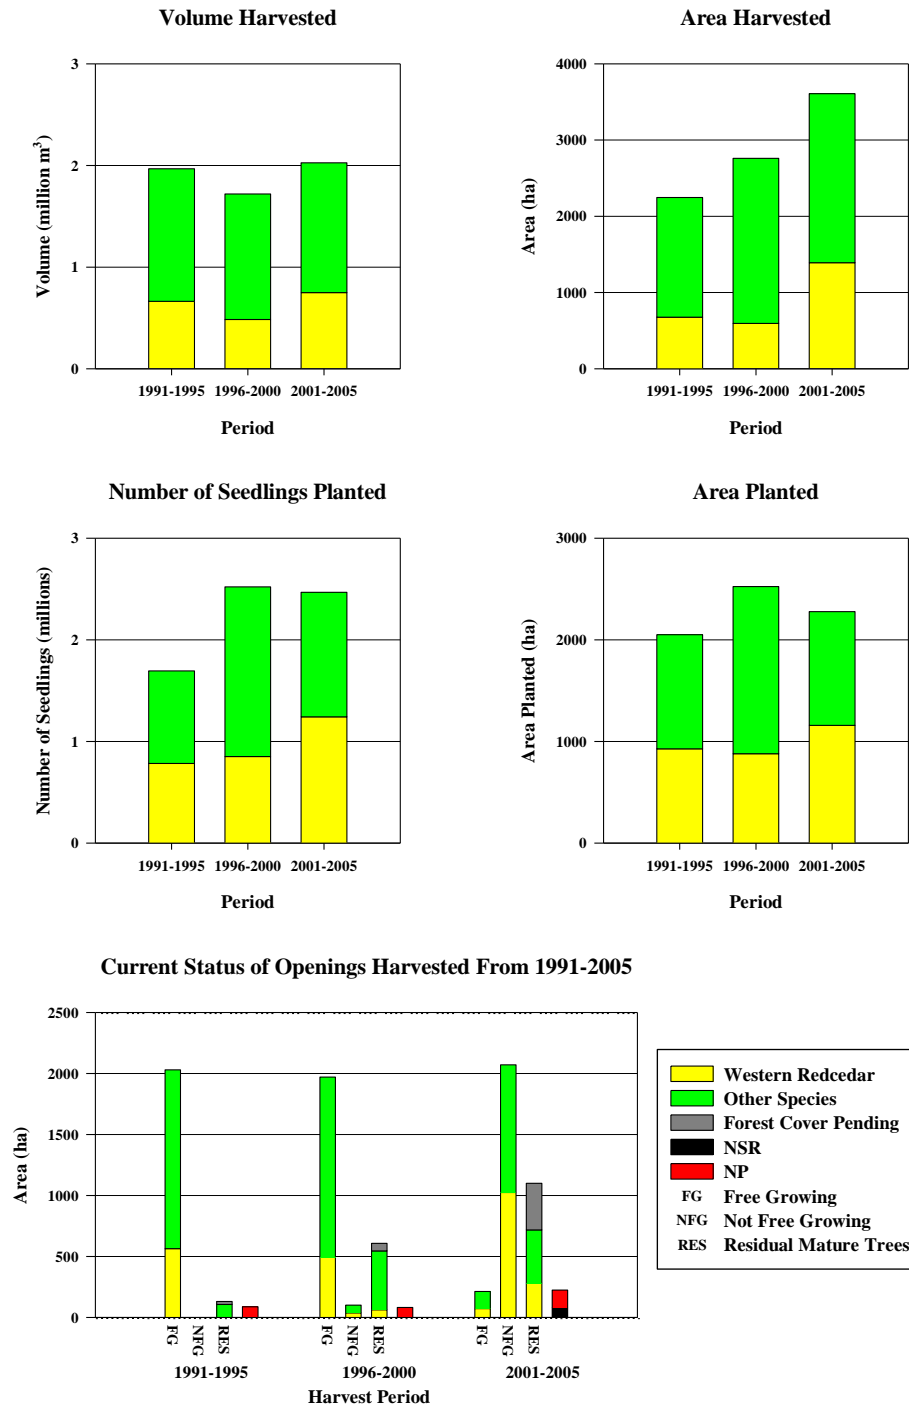 Volume Harvested
3
2
1
0
Volume (million m³)
1991-1995 1996-2000 2001-2005
Period
Area Harvested
4000
3000
2000
1000
0
Area (ha)
1991-1995 1996-2000 2001-2005
Period
Number of Seedlings Planted
3
2
1
0
Number of Seedlings (millions)
1991-1995 1996-2000 2001-2005
Period
Area Planted
3000
2000
1000
0
Area Planted (ha)
1991-1995 1996-2000 2001-2005
Period
Current Status of Openings Harvested From 1991-2005
2500
2000
1500
1000
500
0
Area (ha)
FG NFG RES FG NFG RES FG NFG RES
1991-1995 1996-2000 2001-2005
Harvest Period
Western Redcedar
Other Species
Forest Cover Pending
NSR
NP
FG Free Growing
NFG Not Free Growing
RES Residual Mature Trees